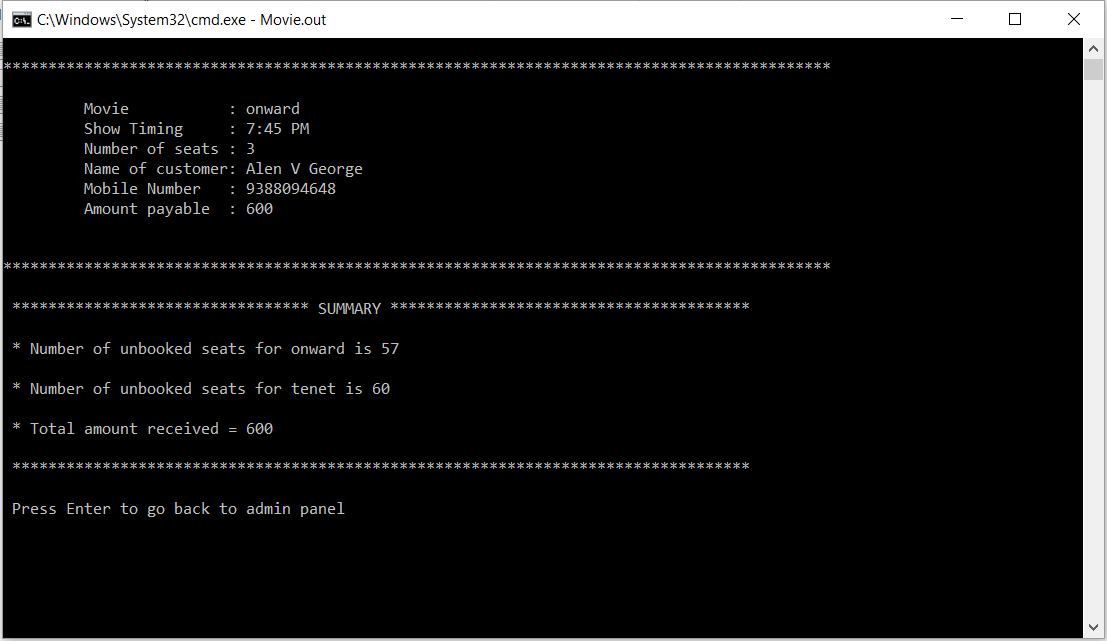 C:\Windows\System32\cmd.exe - Movie.out
********************************************************************************************
Movie           : onward
Show Timing     : 7:45 PM
Number of seats : 3
Name of customer: Alen V George
Mobile Number   : 9388094648
Amount payable  : 600
********************************************************************************************
********************************* SUMMARY ****************************************
* Number of unbooked seats for onward is 57
* Number of unbooked seats for tenet is 60
* Total amount received = 600
**********************************************************************************
Press Enter to go back to admin panel